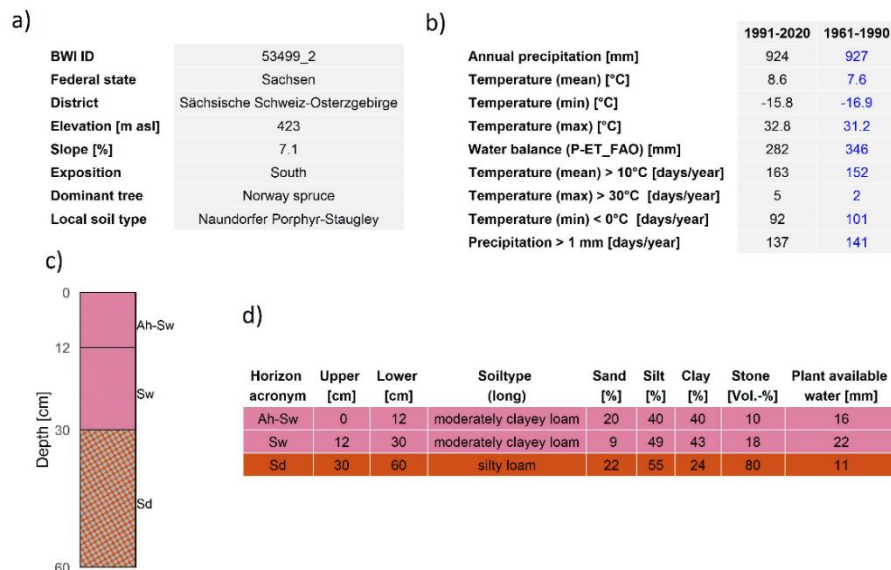 a)
BWI ID 53499_2
Federal state Sachsen
District Sächsische Schweiz-Osterzgebirge
Elevation [m asl] 423
Slope [%] 7.1
Exposition South
Dominant tree Norway spruce
Local soil type Naundorfer Porphyr-Staugley
b)
1991-2020 1961-1990
Annual precipitation [mm] 924 927
Temperature (mean) [°C] 8.6 7.6
Temperature (min) [°C] -15.8 -16.9
Temperature (max) [°C] 32.8 31.2
Water balance (P-ET_FAO) [mm] 282 346
Temperature (mean) > 10°C [days/year] 163 152
Temperature (max) > 30°C [days/year] 5 2
Temperature (min) < 0°C [days/year] 92 101
Precipitation > 1 mm [days/year] 137 141
c)
0
Ah-Sw
12
Sw
30
Sd
60
Depth [cm]
d)
Horizon Upper Lower Soiltype Sand Silt Clay Stone Plant available
acronym [cm] [cm] (long) [%] [%] [%] [Vol.-%] water [mm]
Ah-Sw 0 12 moderately clayey loam 20 40 40 10 16
Sw 12 30 moderately clayey loam 9 49 43 18 22
Sd 30 60 silty loam 22 55 24 80 11